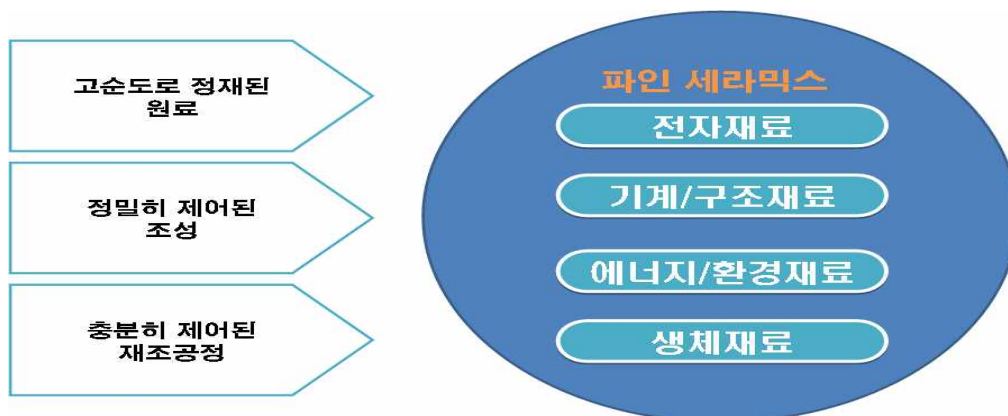 고순도로 정재된
원료
정밀히 제어된
조성
충분히 제어된
재조공정
파인 세라믹스
전자재료
기계/구조재료
에너지/환경재료
생체재료